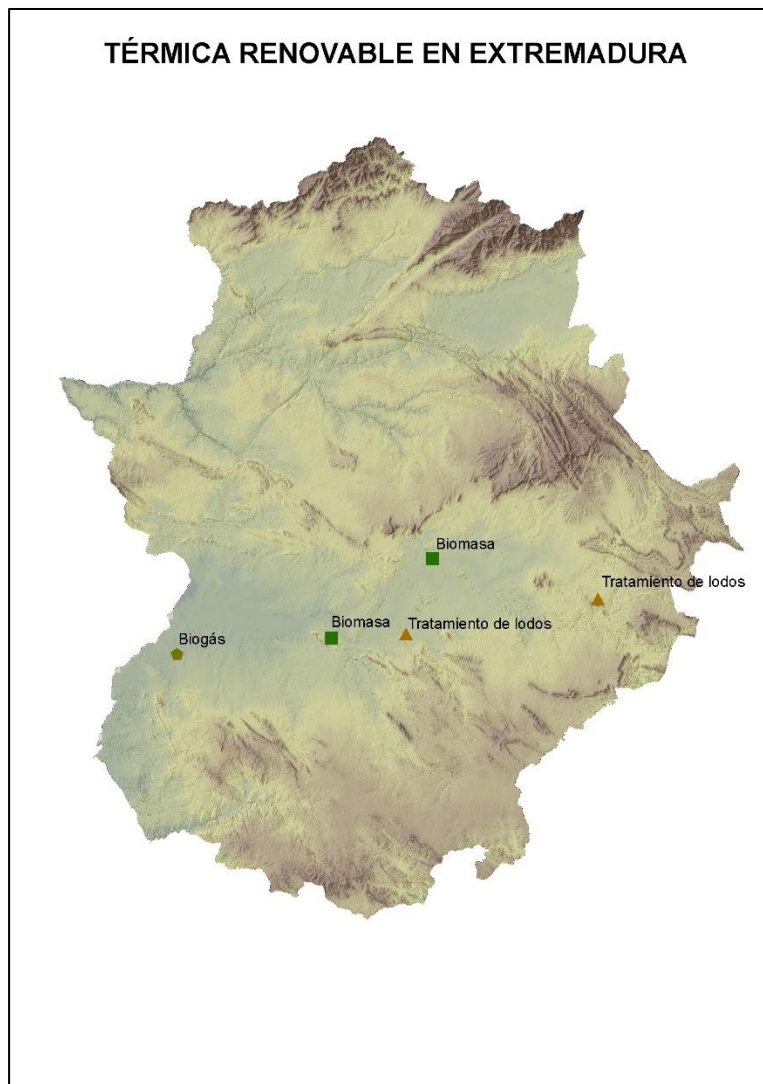 TÉRMICA RENOVABLE EN EXTREMADURA
Biomasa
Tratamiento de lodos
Biomasa
Tratamiento de lodos
Biogás